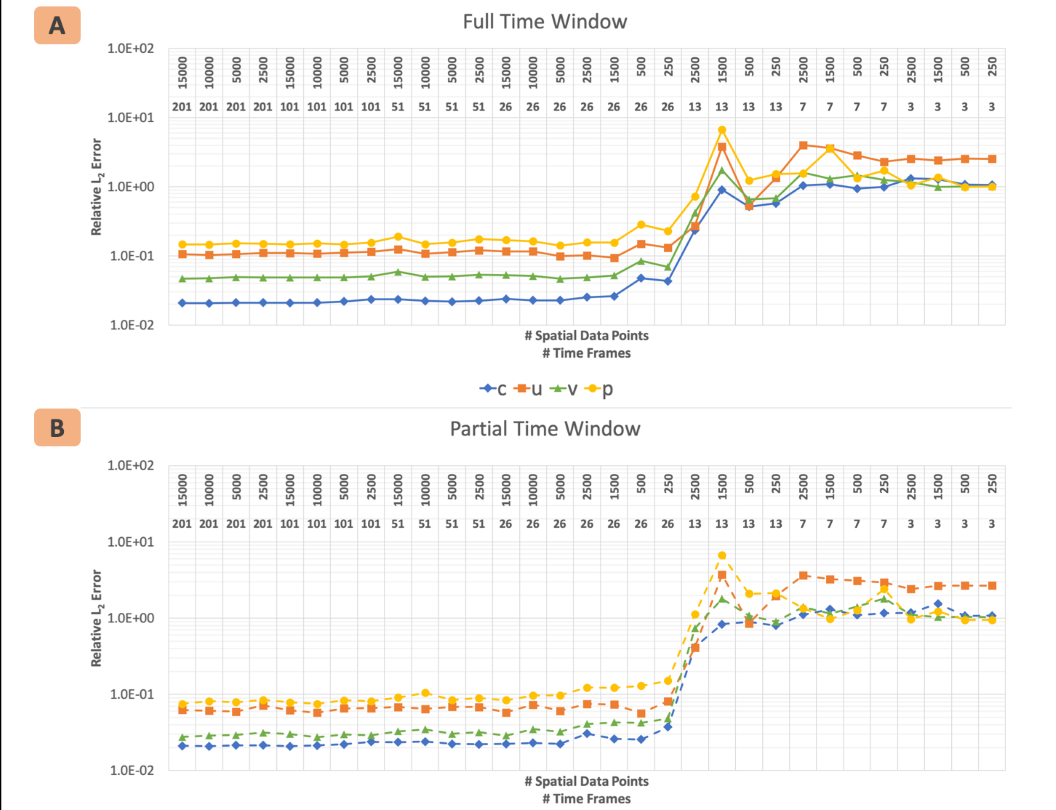 A
Full Time Window
1.0E+02
15000 10000 5000 2500 15000 10000 5000 2500 15000 10000 5000 2500 15000 10000 5000 2500 1500 500 250 2500 1500 500 250 2500 1500 500 250 2500 1500 500 250
201 201 201 201 101 101 101 101 51 51 51 51 26 26 26 26 26 26 26 13 13 13 13 7 7 7 7 3 3 3 3
1.0E+01
1.0E+00
1.0E-01
1.0E-02
Relative L2 Error
# Spatial Data Points
# Time Frames
c u v p
B
Partial Time Window
1.0E+02
15000 10000 5000 2500 15000 10000 5000 2500 15000 10000 5000 2500 15000 10000 5000 2500 1500 500 250 2500 1500 500 250 2500 1500 500 250 2500 1500 500 250
201 201 201 201 101 101 101 101 51 51 51 51 26 26 26 26 26 26 26 13 13 13 13 7 7 7 7 3 3 3 3
1.0E+01
1.0E+00
1.0E-01
1.0E-02
Relative L2 Error
# Spatial Data Points
# Time Frames